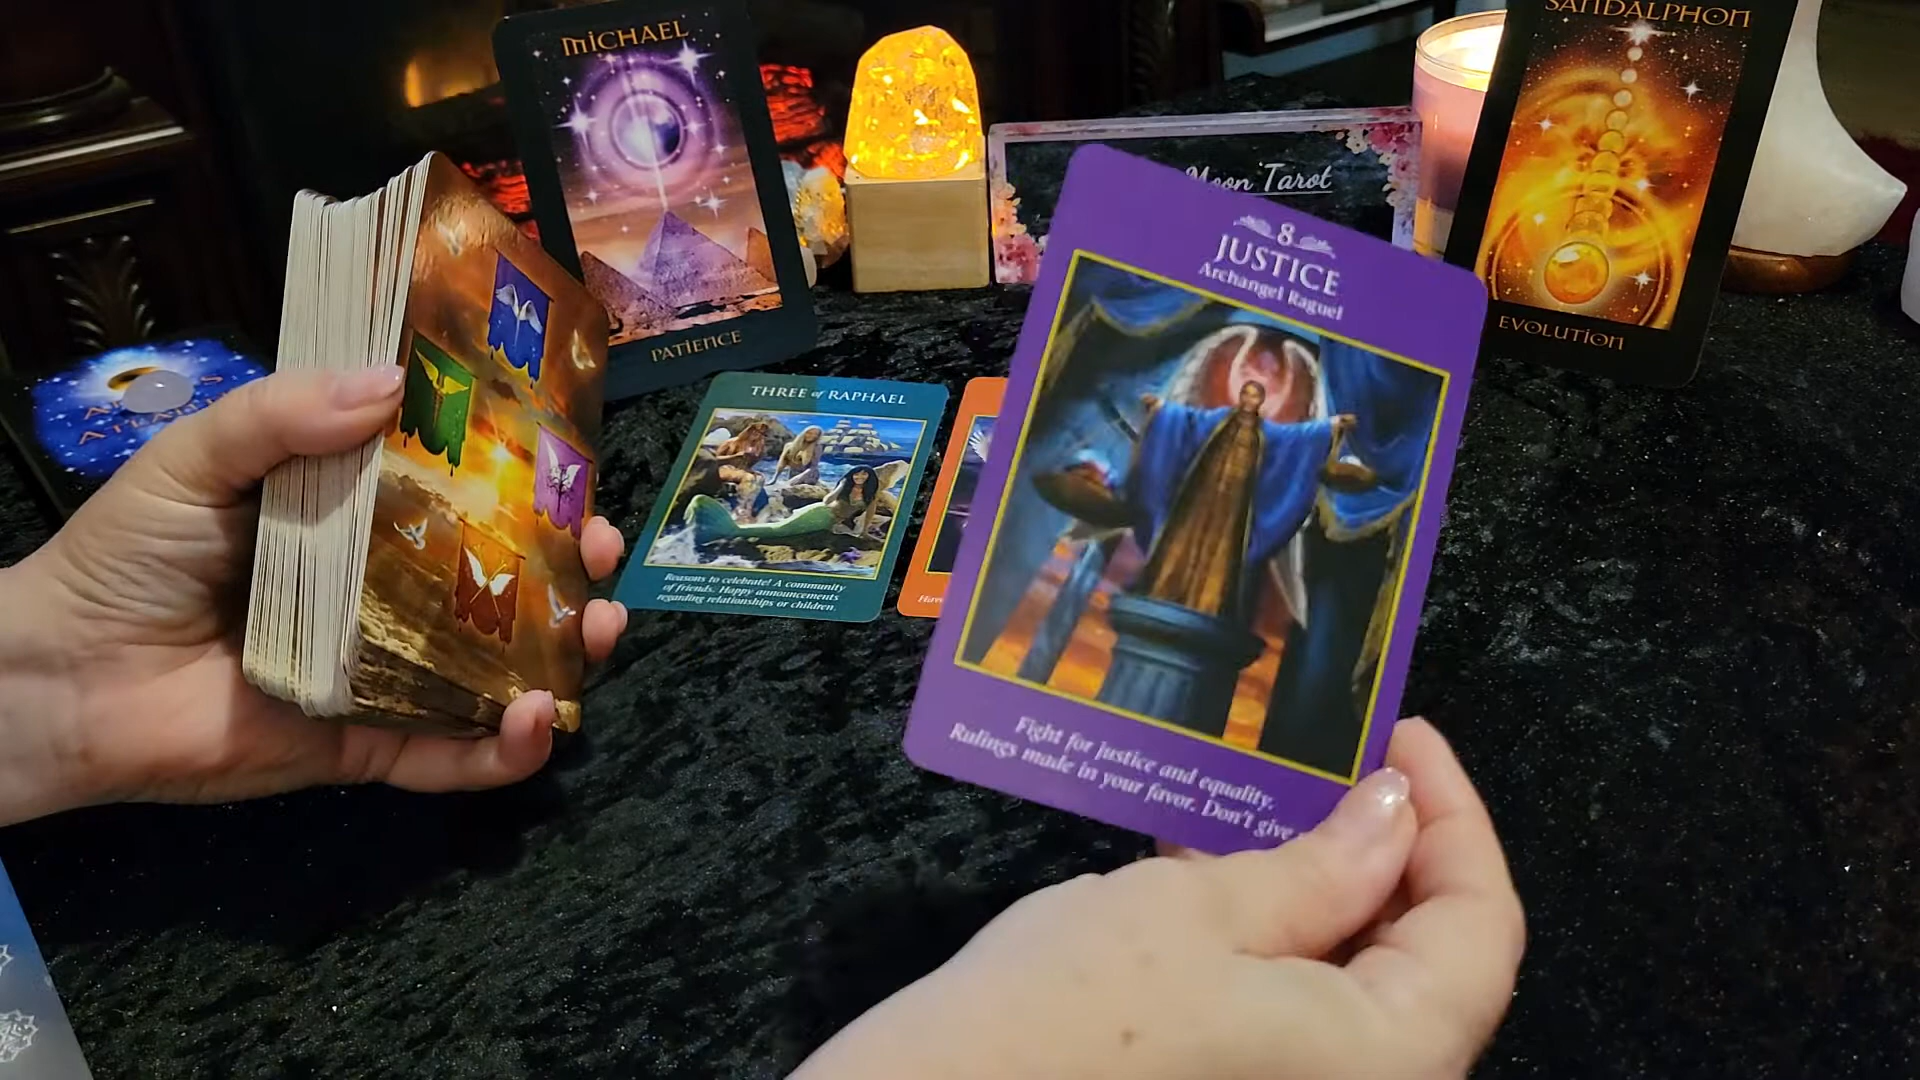 MICHAEL
PATIENCE
SANDALPHON
EVOLUTION
Moon Tarot
THREE of RAPHAEL
Reasons to celebrate! A community
of friends. Happy announcements
regarding relationships or children.
8
JUSTICE
Archangel Raguel
Fight for justice and equality.
Rulings made in your favor. Don't give